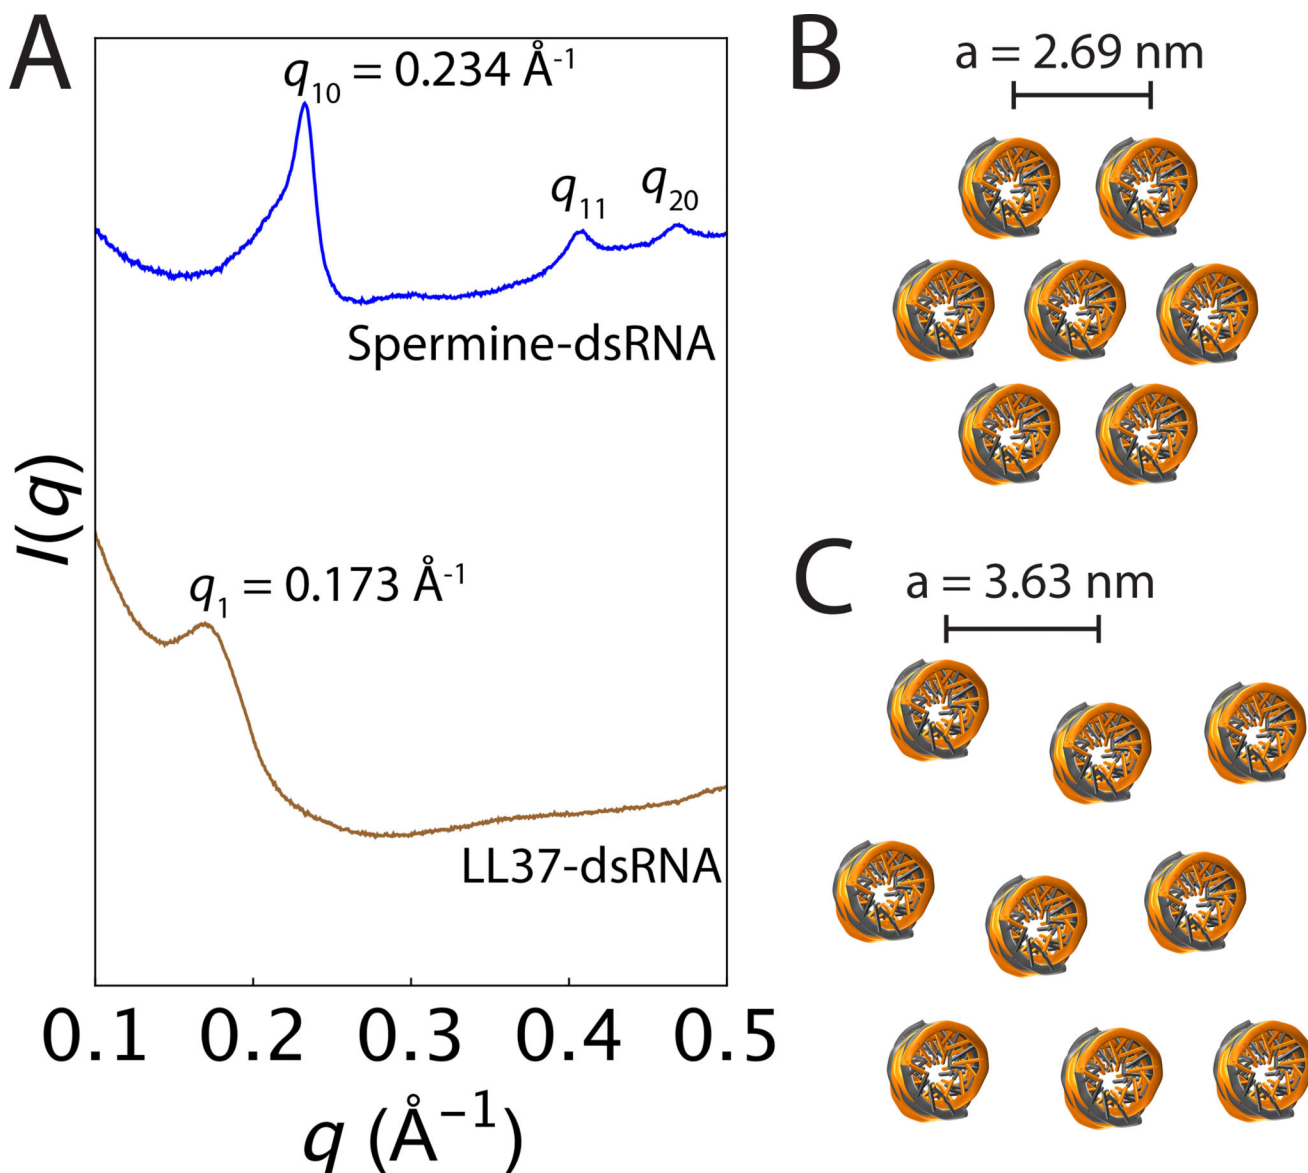 A
q10 = 0.234 Å-1
q11
q20
Spermine-dsRNA
q1 = 0.173 Å-1
LL37-dsRNA
I(q)
0.1 0.2 0.3 0.4 0.5
q (Å−1)
B
a = 2.69 nm
C
a = 3.63 nm